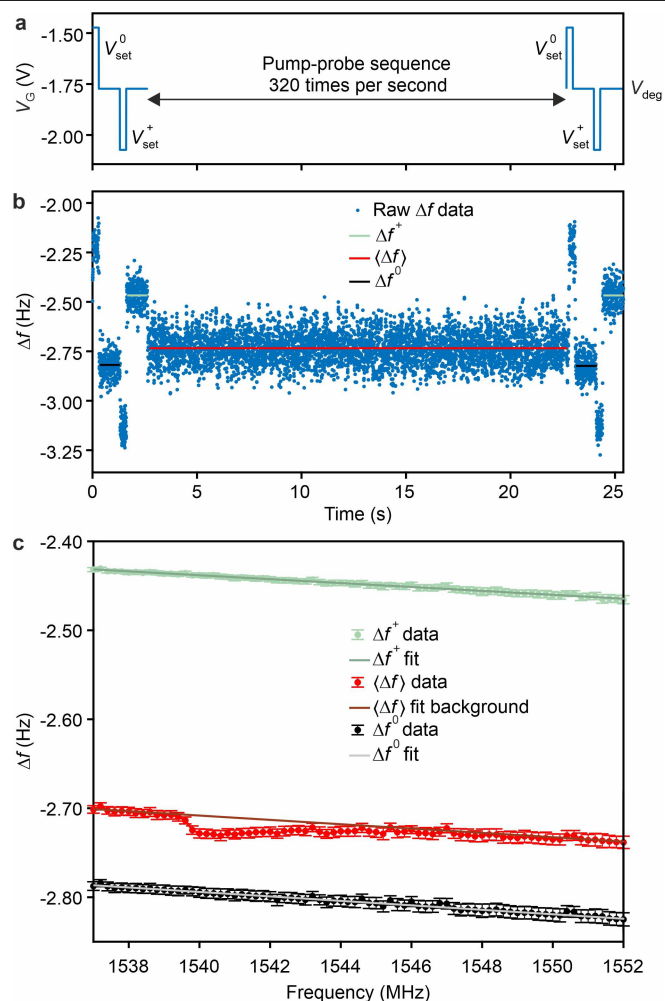 a
-1.50
-1.75
-2.00
V_G (V)
V_set^0
V_set^+
Pump-probe sequence
320 times per second
V_set^0
V_set^+
V_deg
b
-2.00
-2.25
-2.50
-2.75
-3.00
-3.25
Δf (Hz)
Raw Δf data
Δf^+
⟨Δf⟩
Δf^0
0
5
10
15
20
25
Time (s)
c
-2.40
-2.50
-2.60
-2.70
-2.80
Δf (Hz)
Δf^+ data
Δf^+ fit
⟨Δf⟩ data
⟨Δf⟩ fit background
Δf^0 data
Δf^0 fit
1538
1540
1542
1544
1546
1548
1550
1552
Frequency (MHz)